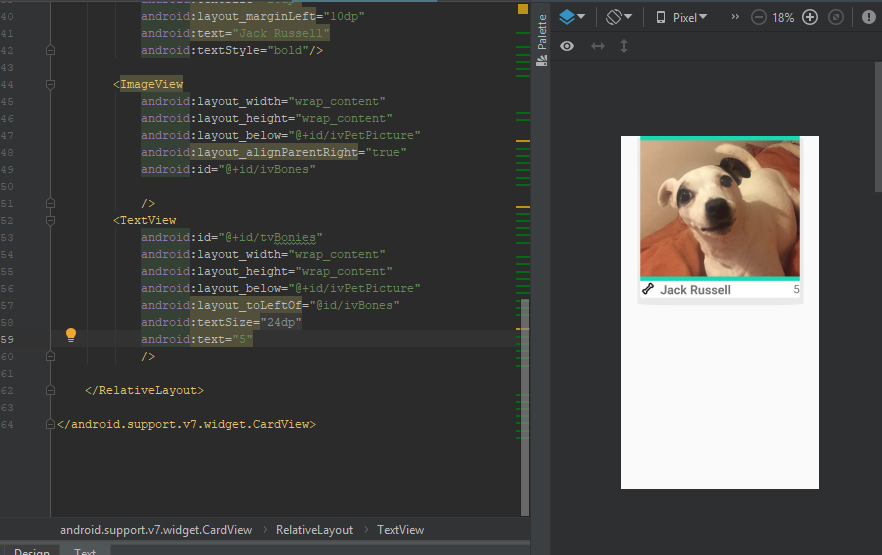 40 android:layout_marginLeft="10dp"
41 android:text="Jack Russell"
42 android:textStyle="bold"/>
43
44 <ImageView
45 android:layout_width="wrap_content"
46 android:layout_height="wrap_content"
47 android:layout_below="@+id/ivPetPicture"
48 android:layout_alignParentRight="true"
49 android:id="@+id/ivBones"
50
51 />
52 <TextView
53 android:id="@+id/tvBonies"
54 android:layout_width="wrap_content"
55 android:layout_height="wrap_content"
56 android:layout_below="@+id/ivPetPicture"
57 android:layout_toLeftOf="@id/ivBones"
58 android:textSize="24dp"
59 android:text="5"
60 />
61
62 </RelativeLayout>
63
64 </android.support.v7.widget.CardView>
android.support.v7.widget.CardView > RelativeLayout > TextView
Design Text
Palette
Pixel
18%
Jack Russell 5